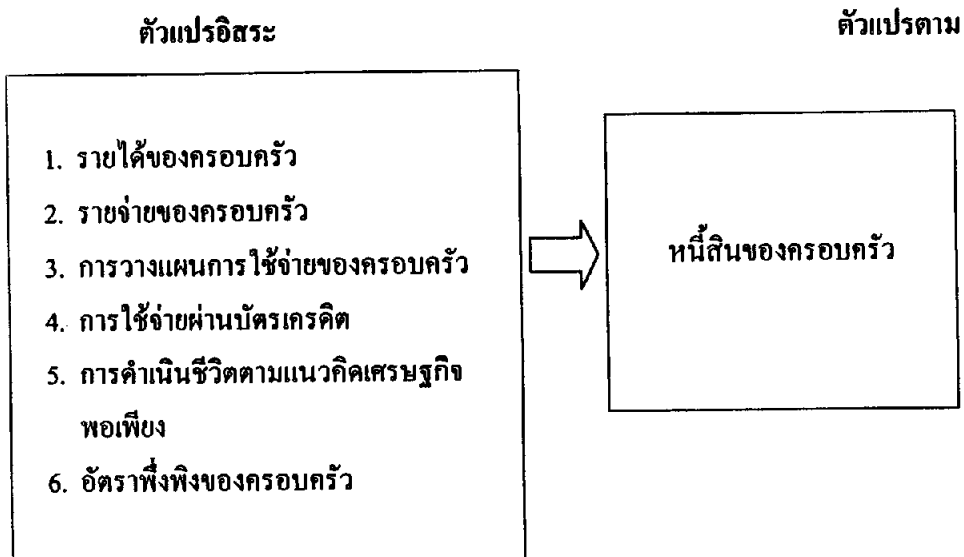 ตัวแปรอิสระ
ตัวแปรตาม
1. รายได้ของครอบครัว
2. รายจ่ายของครอบครัว
3. การวางแผนการใช้จ่ายของครอบครัว
4. การใช้จ่ายผ่านบัตรเครดิต
5. การดำเนินชีวิตตามแนวคิดเศรษฐกิจ
พอเพียง
6. อัตราพึ่งพิงของครอบครัว
หนี้สินของครอบครัว